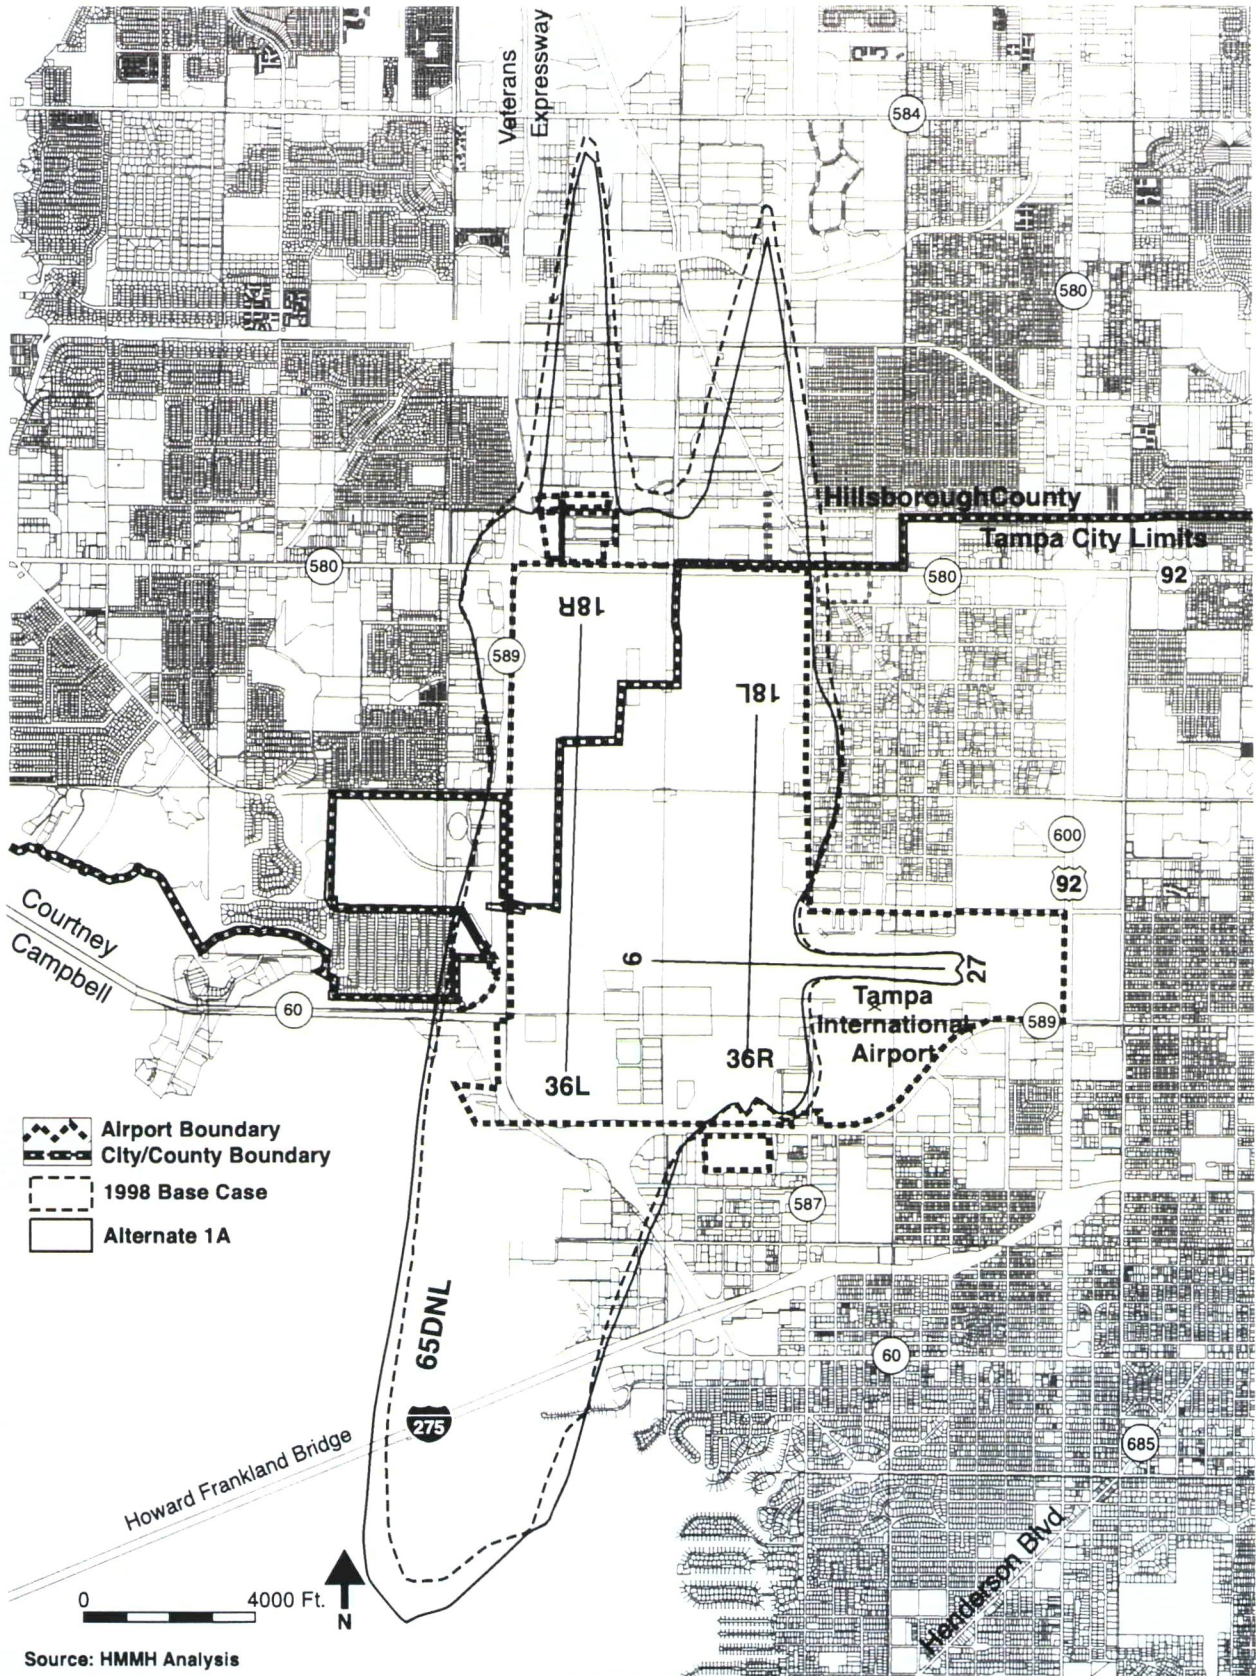 Veterans
Expressway
584
580
HillsboroughCounty
Tampa City Limits
580
580
92
18R
589
18L
600
92
Courtney
Campbell
9
27
60
Tampa
International
Airport
589
36R
36L
Airport Boundary
City/County Boundary
1998 Base Case
Alternate 1A
587
65DNL
60
275
685
Howard Frankland Bridge
Henderson Blvd
0 4000 Ft.
N
Source: HMMH Analysis